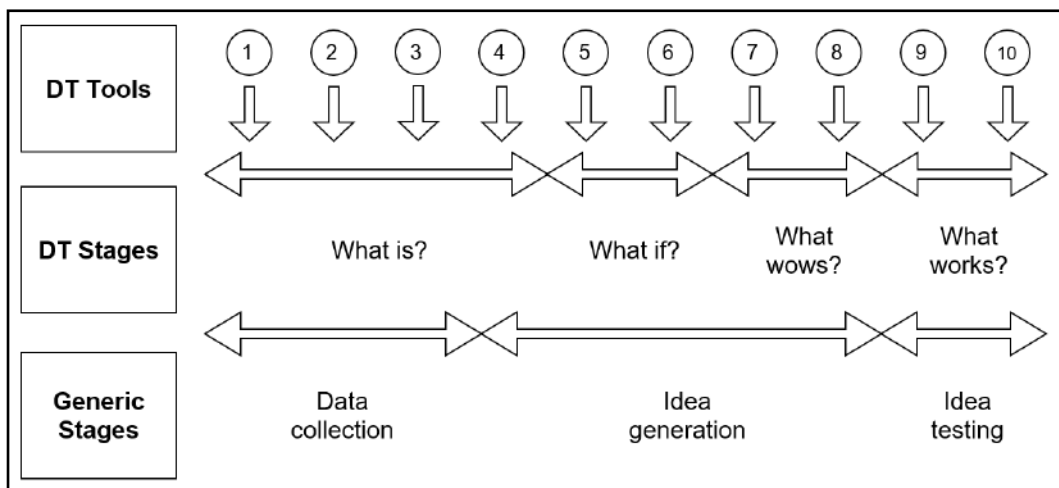 DT Tools
1 2 3 4 5 6 7 8 9 10
DT Stages
What is?
What if?
What
wows?
What
works?
Generic
Stages
Data
collection
Idea
generation
Idea
testing